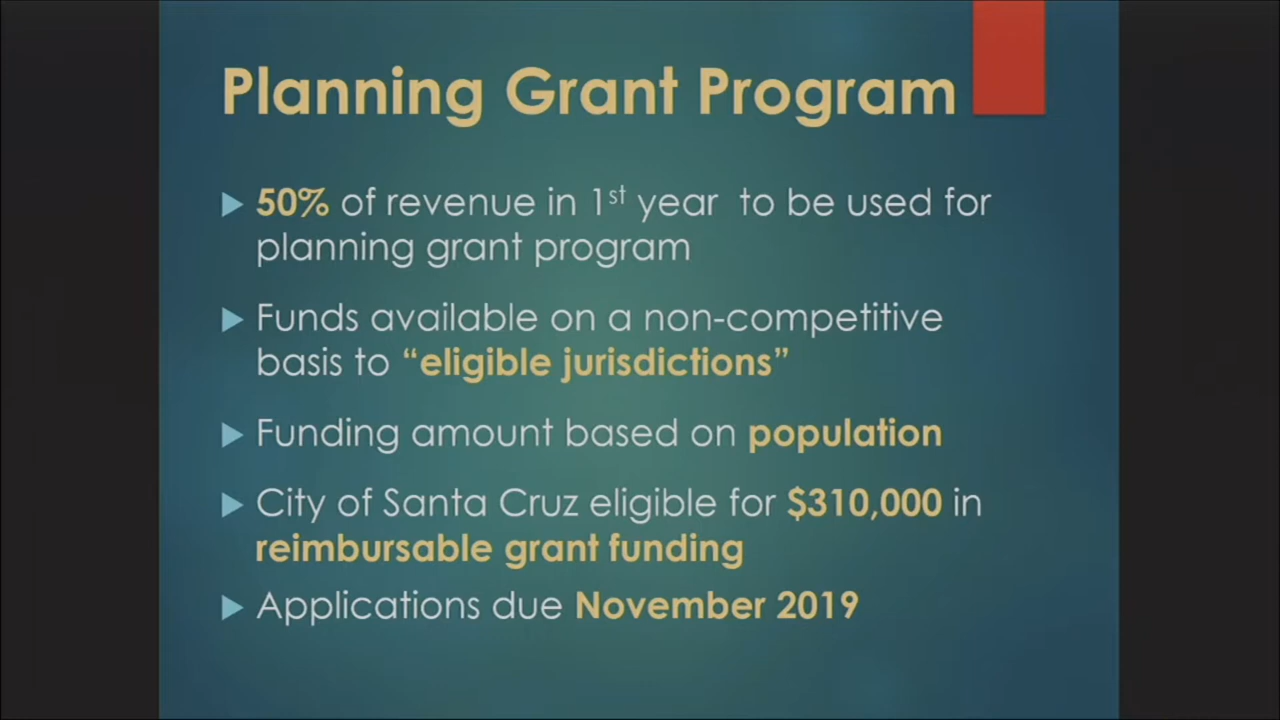 Planning Grant Program
50% of revenue in 1st year to be used for
planning grant program
Funds available on a non-competitive
basis to “eligible jurisdictions”
Funding amount based on population
City of Santa Cruz eligible for $310,000 in
reimbursable grant funding
Applications due November 2019